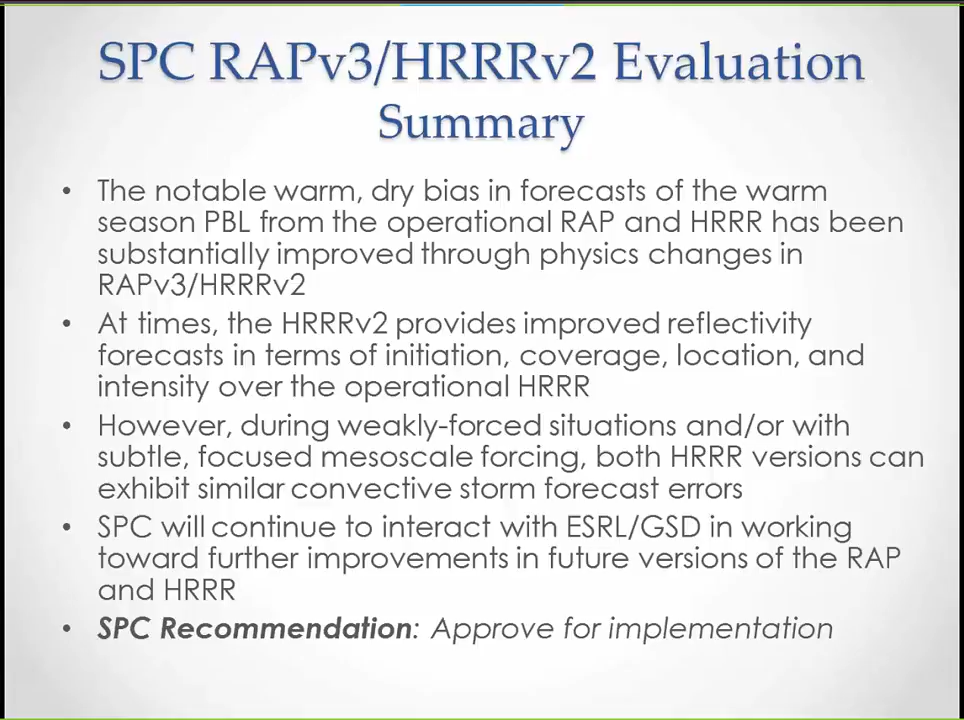 SPC RAPv3/HRRRv2 Evaluation
Summary
• The notable warm, dry bias in forecasts of the warm
season PBL from the operational RAP and HRRR has been
substantially improved through physics changes in
RAPv3/HRRRv2
• At times, the HRRRv2 provides improved reflectivity
forecasts in terms of initiation, coverage, location, and
intensity over the operational HRRR
• However, during weakly-forced situations and/or with
subtle, focused mesoscale forcing, both HRRR versions can
exhibit similar convective storm forecast errors
• SPC will continue to interact with ESRL/GSD in working
toward further improvements in future versions of the RAP
and HRRR
• SPC Recommendation: Approve for implementation